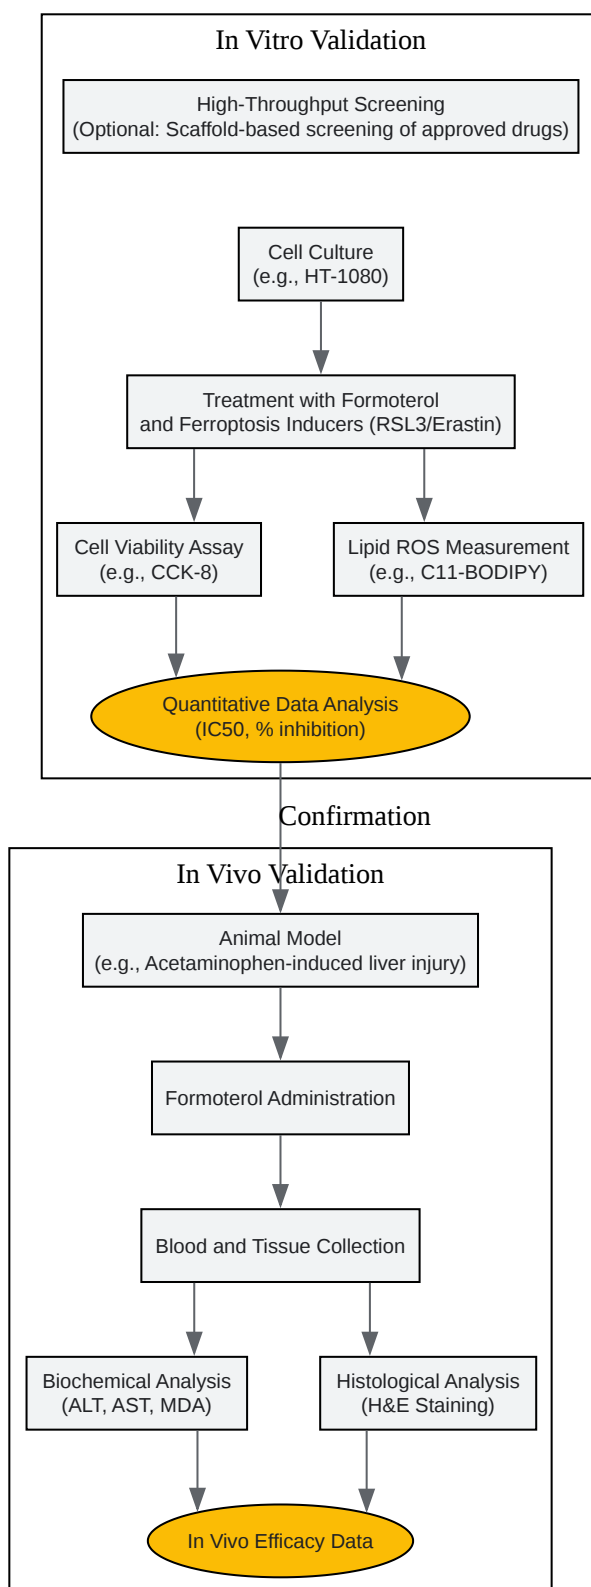 In Vitro Validation
High-Throughput Screening
(Optional: Scaffold-based screening of approved drugs)
Cell Culture
(e.g., HT-1080)
Treatment with Formoterol
and Ferroptosis Inducers (RSL3/Erastin)
Cell Viability Assay
(e.g., CCK-8)
Lipid ROS Measurement
(e.g., C11-BODIPY)
Quantitative Data Analysis
(IC50, % inhibition)
Confirmation
In Vivo Validation
Animal Model
(e.g., Acetaminophen-induced liver injury)
Formoterol Administration
Blood and Tissue Collection
Biochemical Analysis
(ALT, AST, MDA)
Histological Analysis
(H&E Staining)
In Vivo Efficacy Data